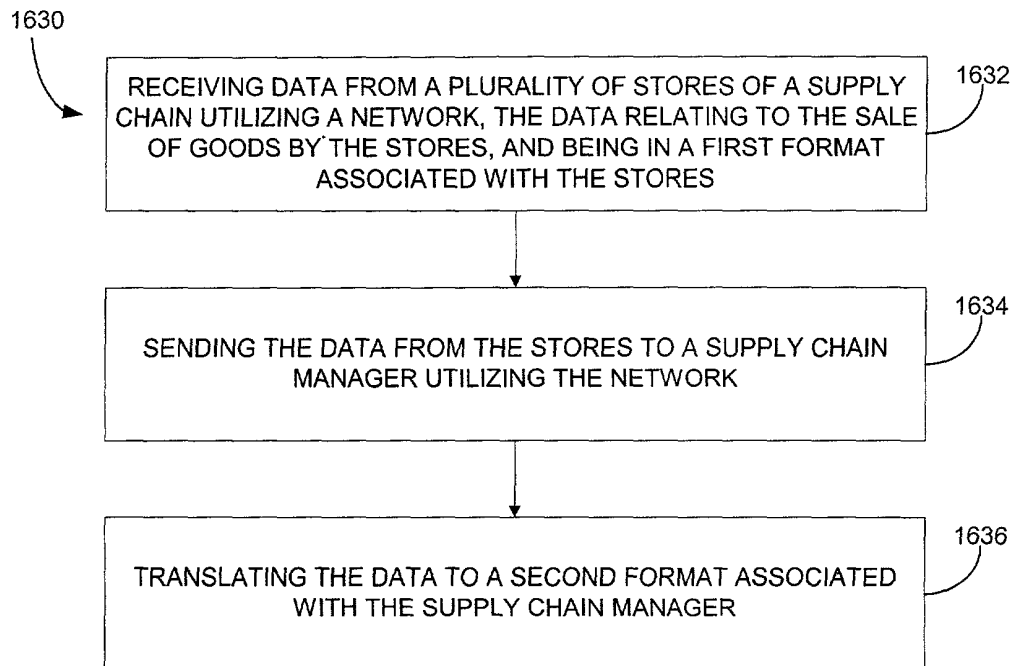 1630
RECEIVING DATA FROM A PLURALITY OF STORES OF A SUPPLY
CHAIN UTILIZING A NETWORK, THE DATA RELATING TO THE SALE
OF GOODS BY THE STORES, AND BEING IN A FIRST FORMAT
ASSOCIATED WITH THE STORES
1632
SENDING THE DATA FROM THE STORES TO A SUPPLY CHAIN
MANAGER UTILIZING THE NETWORK
1634
TRANSLATING THE DATA TO A SECOND FORMAT ASSOCIATED
WITH THE SUPPLY CHAIN MANAGER
1636